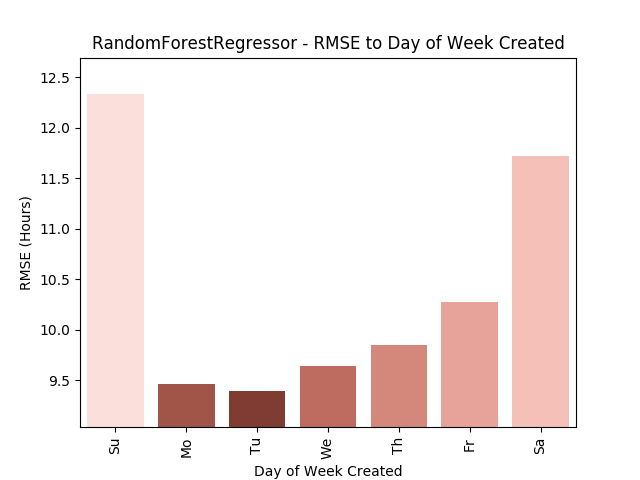 RandomForestRegressor - RMSE to Day of Week Created
12.5
12.0
11.5
11.0
10.5
10.0
9.5
RMSE (Hours)
Su Mo Tu We Th Fr Sa
Day of Week Created